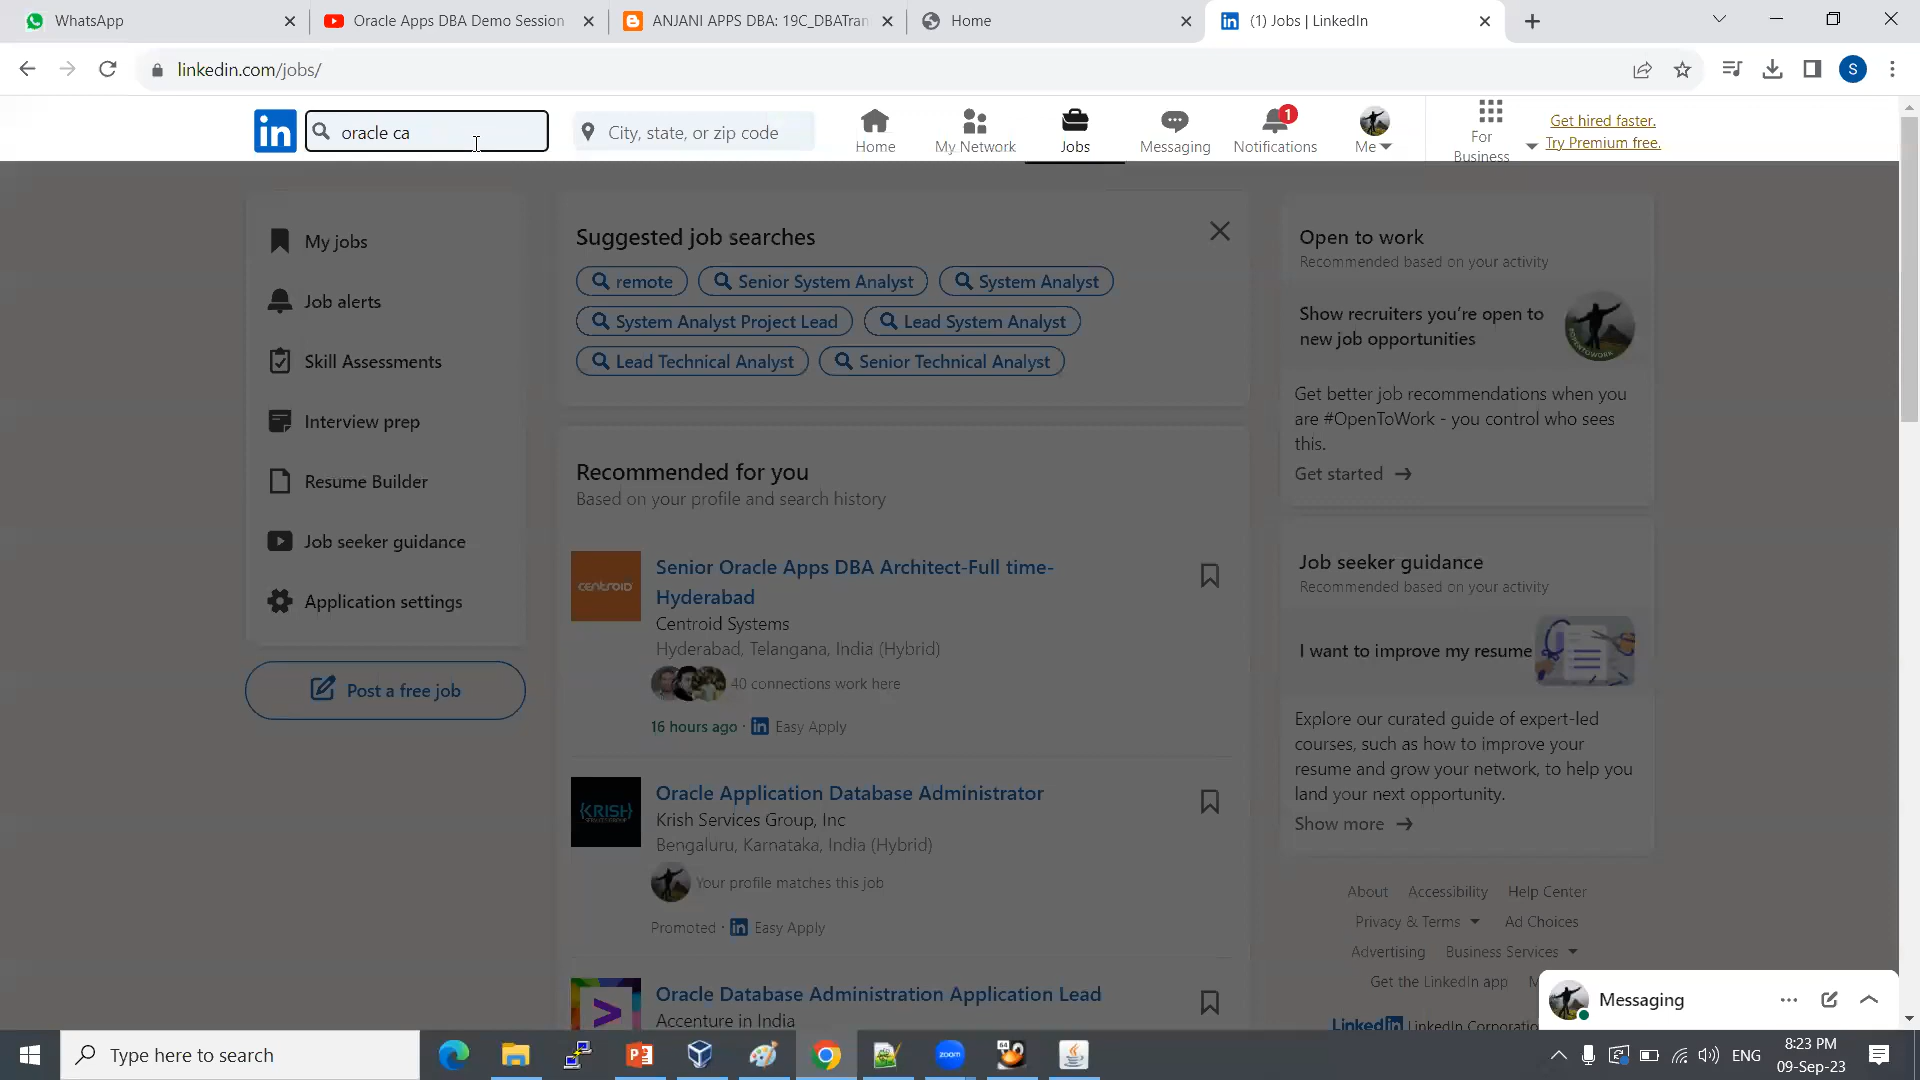 WhatsApp
Oracle Apps DBA Demo Session
ANJANI APPS DBA: 19C_DBATran
Home
(1) Jobs | LinkedIn
linkedin.com/jobs/
S
in
oracle ca
City, state, or zip code
Home
My Network
Jobs
Messaging
1
Notifications
Me
For
Business
Get hired faster.
Try Premium free.
My jobs
Job alerts
Skill Assessments
Interview prep
Resume Builder
Job seeker guidance
Application settings
Post a free job
Suggested job searches
remote
Senior System Analyst
System Analyst
System Analyst Project Lead
Lead System Analyst
Lead Technical Analyst
Senior Technical Analyst
Recommended for you
Based on your profile and search history
CENTROID
Senior Oracle Apps DBA Architect-Full time-
Hyderabad
Centroid Systems
Hyderabad, Telangana, India (Hybrid)
40 connections work here
16 hours ago · in Easy Apply
KRISH
Oracle Application Database Administrator
Krish Services Group, Inc
Bengaluru, Karnataka, India (Hybrid)
Your profile matches this job
Promoted · in Easy Apply
Oracle Database Administration Application Lead
Accenture in India
Open to work
Recommended based on your activity
Show recruiters you're open to
new job opportunities
#OPENTOWORK
Get better job recommendations when you
are #OpenToWork - you control who sees
this.
Get started →
Job seeker guidance
Recommended based on your activity
I want to improve my resume
Explore our curated guide of expert-led
courses, such as how to improve your
resume and grow your network, to help you
land your next opportunity.
Show more →
About Accessibility Help Center
Privacy & Terms Ad Choices
Advertising Business Services
Get the LinkedIn app M
LinkedIn LinkedIn Corporation
Messaging
Type here to search
zoom
64
ENG
8:23 PM
09-Sep-23